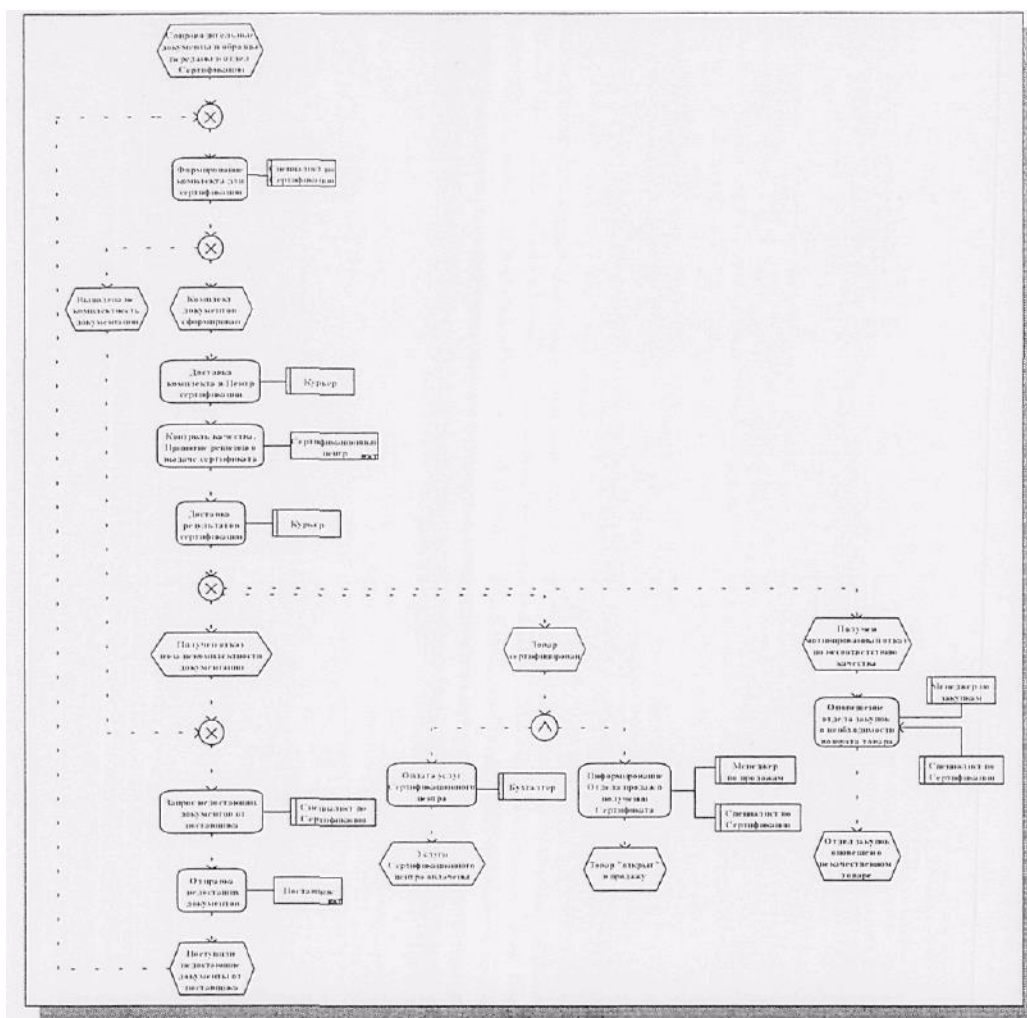 Сопроводительные
документы и образцы
переданы в отдел
Сертификации
Формирование
комплекта для
сертификации
Специалист по
Сертификации
Выявлена не
комплектность
документации
Комплект
документов
сформирован
Доставка
комплекта в Центр
сертификации
Курьер
Контроль качества.
Принятие решения о
выдаче сертификата
Сертификационный
центр
Доставка
результатов
сертификации
Курьер
Получен отказ
из-за некомплектности
документации
Товар
сертифицирован
Получен
мотивированный отказ
по несоответствию
качества
Менеджер по
закупкам
Оповещение
отдела закупок
о необходимости
возврата товара
Специалист по
Сертификации
Оплата услуг
Сертификационного
центра
Бухгалтер
Информирование
Отдела продаж о
получении
Сертификата
Менеджер
по продажам
Специалист по
Сертификации
Запрос недостающих
документов от
поставщика
Специалист по
Сертификации
Услуги
Сертификационного
центра оплачены
Товар "открыт"
в продажу
Отдел закупок
оповещен о
некачественном
товаре
Отправка
недостающих
документов
Поставщик
Поступили
недостающие
документы от
поставщика